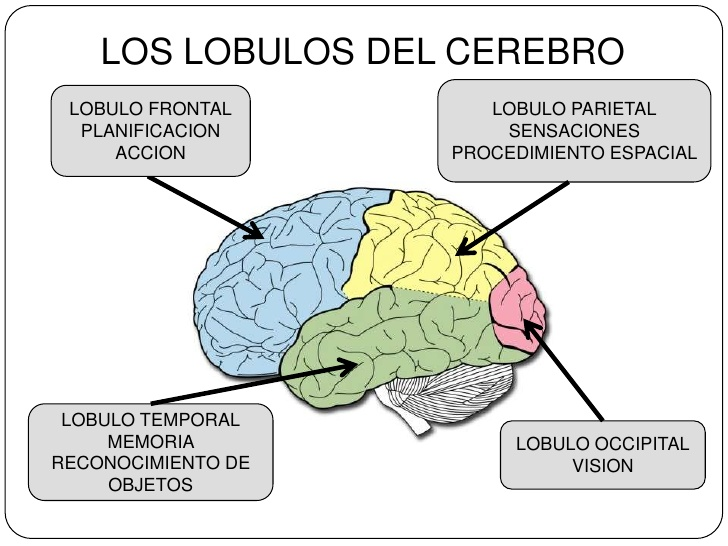 LOS LOBULOS DEL CEREBRO
LOBULO FRONTAL
PLANIFICACION
ACCION
LOBULO PARIETAL
SENSACIONES
PROCEDIMIENTO ESPACIAL
LOBULO TEMPORAL
MEMORIA
RECONOCIMIENTO DE
OBJETOS
LOBULO OCCIPITAL
VISION